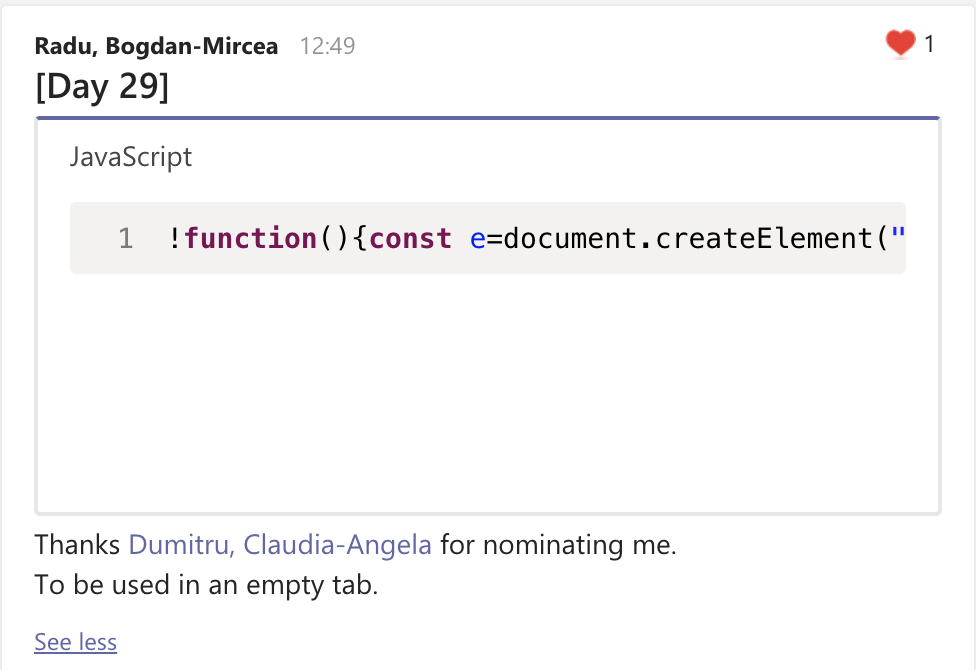 Radu, Bogdan-Mircea 12:49
1
[Day 29]
JavaScript
1 !function(){const e=document.createElement("
Thanks Dumitru, Claudia-Angela for nominating me.
To be used in an empty tab.
See less